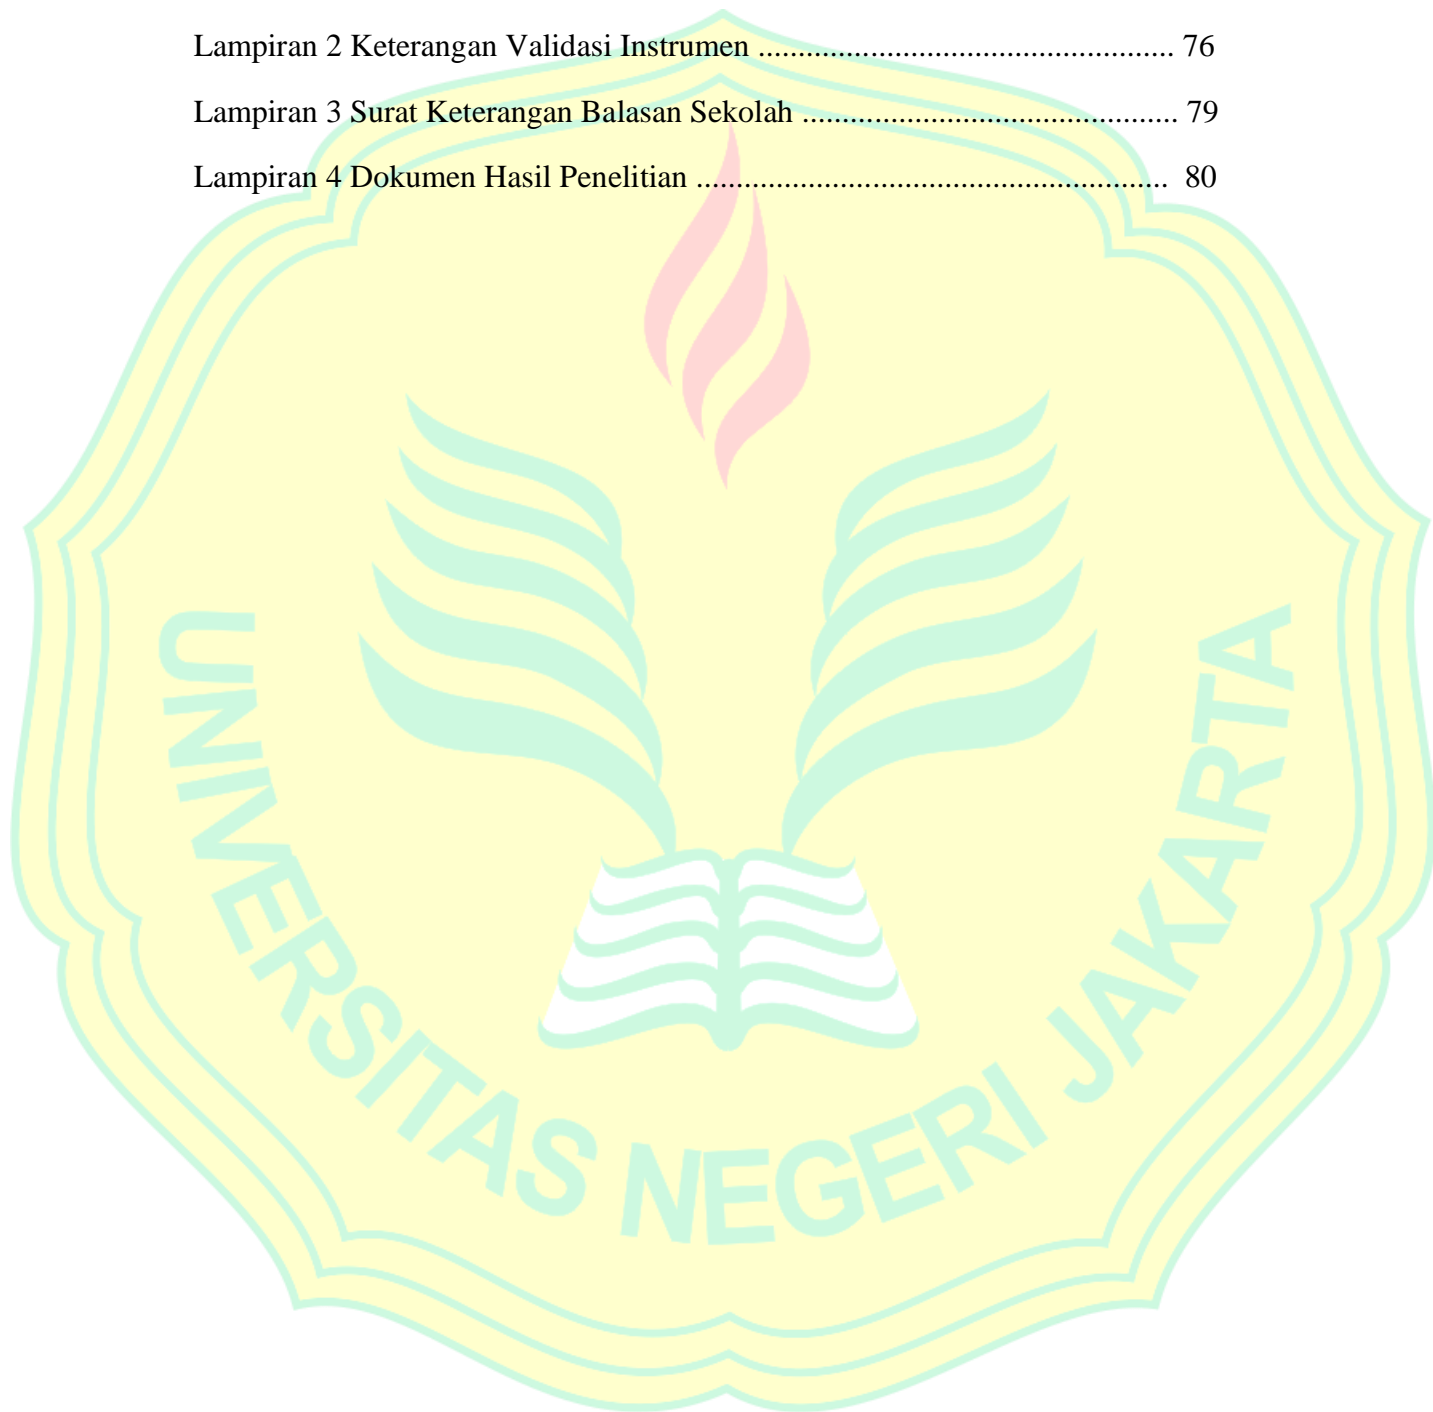 Lampiran 2 Keterangan Validasi Instrumen .................................................... 76
Lampiran 3 Surat Keterangan Balasan Sekolah ............................................... 79
Lampiran 4 Dokumen Hasil Penelitian ........................................................... 80
UNIVERSITAS NEGERI JAKARTA